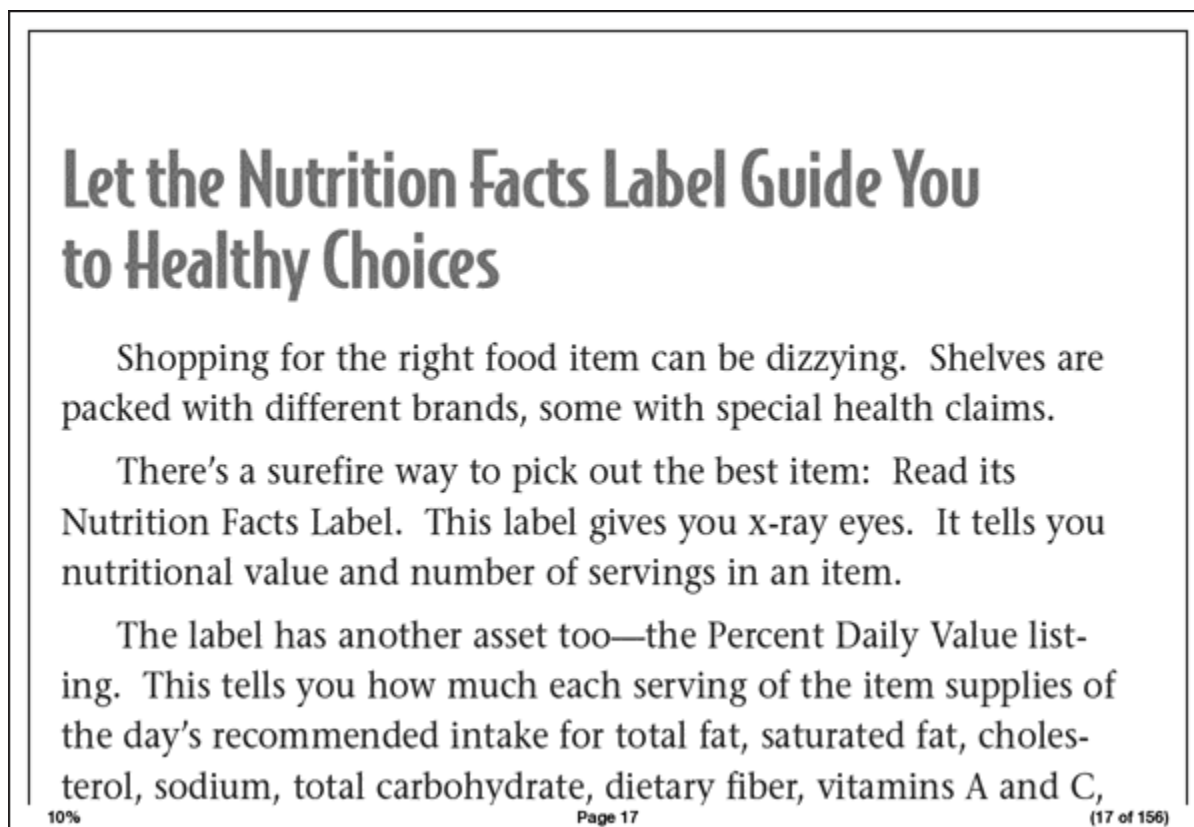 Let the Nutrition Facts Label Guide You
to Healthy Choices
Shopping for the right food item can be dizzying.  Shelves are
packed with different brands, some with special health claims.
There’s a surefire way to pick out the best item:  Read its
Nutrition Facts Label.  This label gives you x-ray eyes.  It tells you
nutritional value and number of servings in an item.
The label has another asset too—the Percent Daily Value list-
ing.  This tells you how much each serving of the item supplies of
the day’s recommended intake for total fat, saturated fat, choles-
terol, sodium, total carbohydrate, dietary fiber, vitamins A and C,
10% Page 17 (17 of 156)